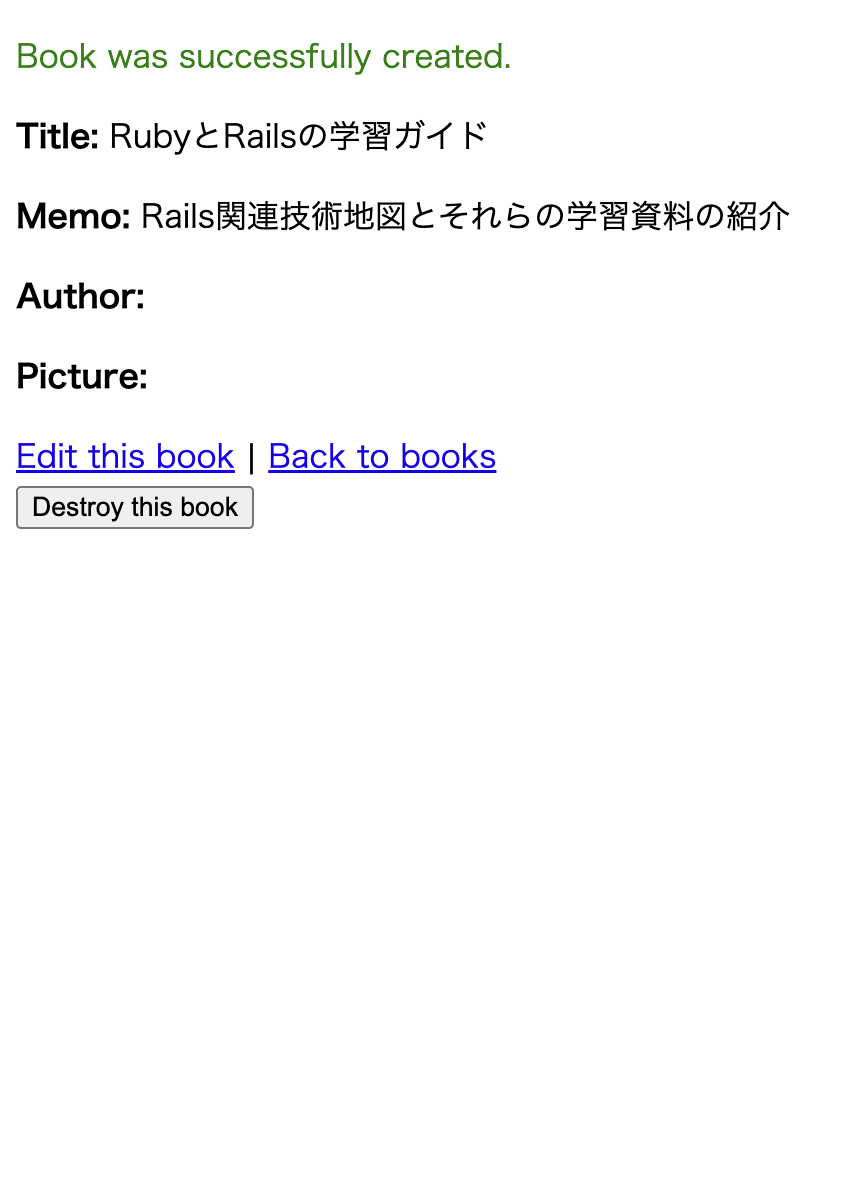 Book was successfully created.
Title: RubyとRailsの学習ガイド
Memo: Rails関連技術地図とそれらの学習資料の紹介
Author:
Picture:
Edit this book | Back to books
Destroy this book